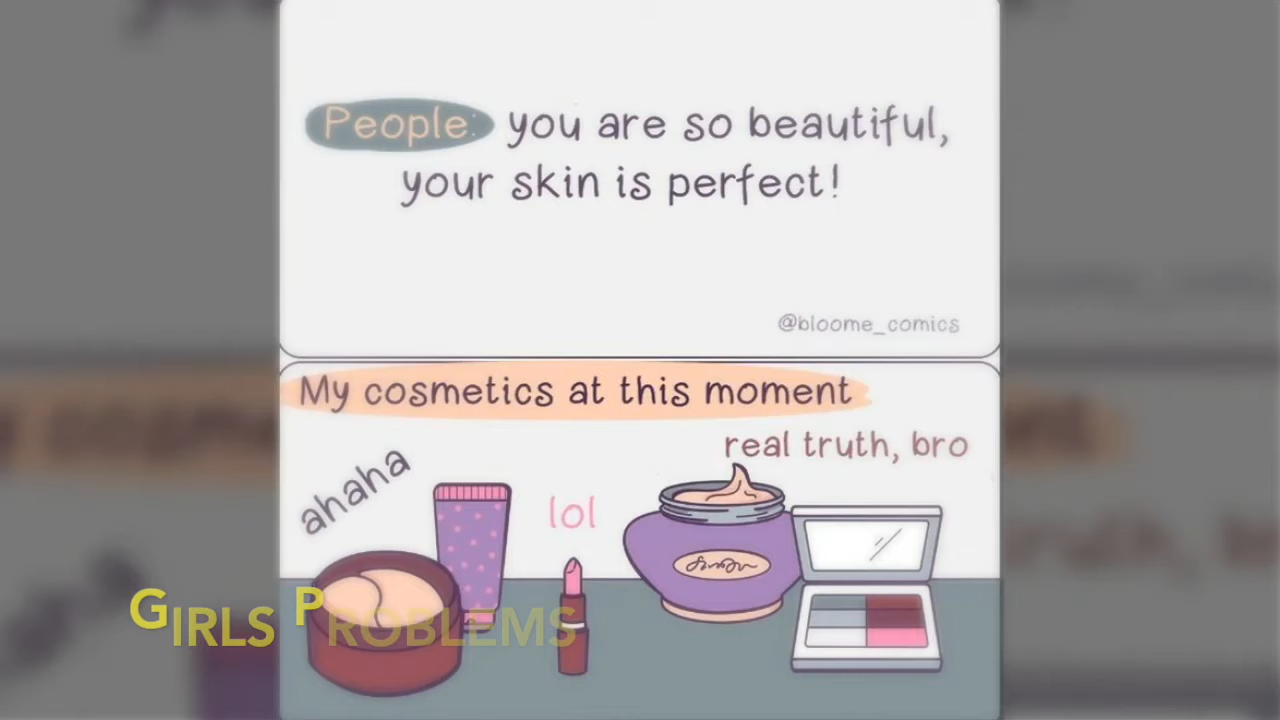 People: you are so beautiful,
your skin is perfect!
@bloome_comics
My cosmetics at this moment
real truth, bro
ahaha
lol
GIRLS PROBLEMS